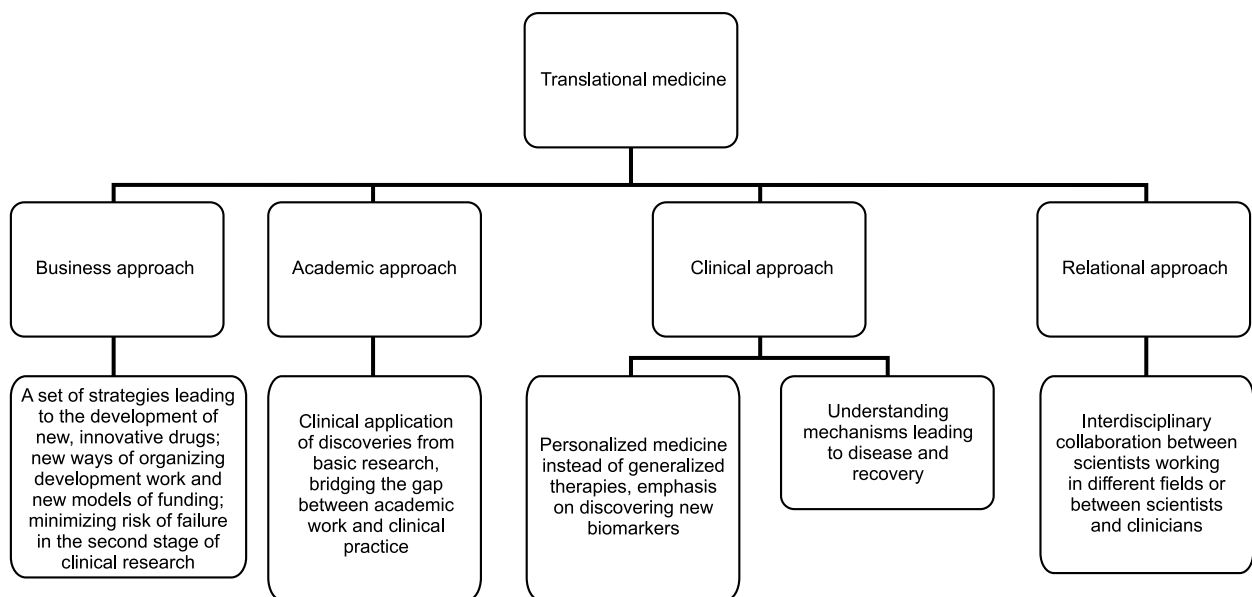 Translational medicine
Business approach
Academic approach
Clinical approach
Relational approach
A set of strategies leading
to the development of
new, innovative drugs;
new ways of organizing
development work and
new models of funding;
minimizing risk of failure
in the second stage of
clinical research
Clinical application
of discoveries from
basic research,
bridging the gap
between academic
work and clinical
practice
Personalized medicine
instead of generalized
therapies, emphasis
on discovering new
biomarkers
Understanding
mechanisms leading
to disease and
recovery
Interdisciplinary
collaboration between
scientists working
in different fields or
between scientists
and clinicians